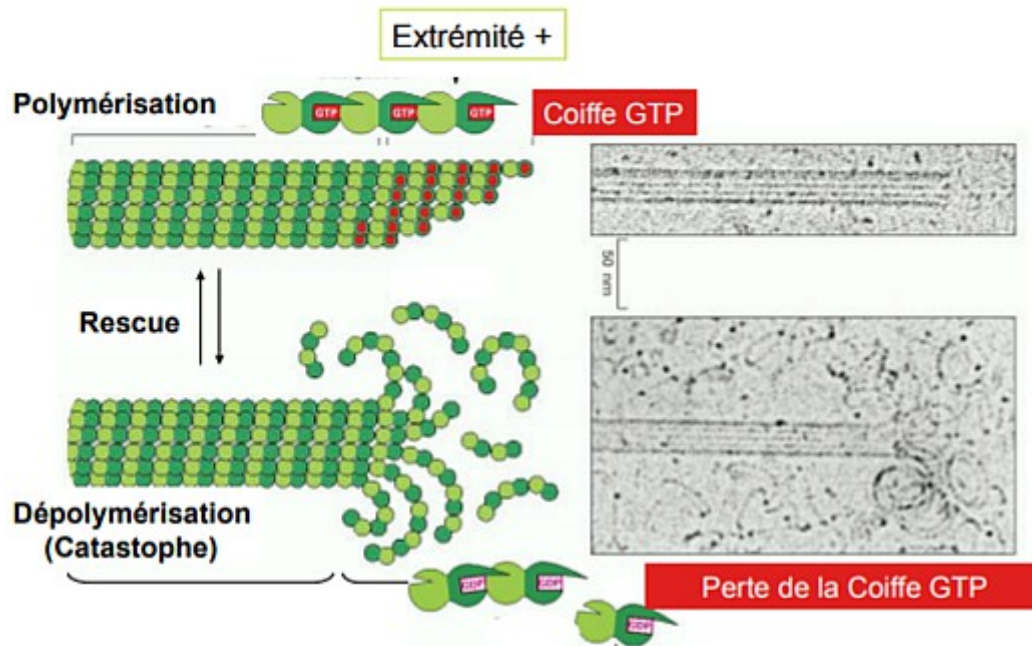 Extrémité +
Polymérisation
GTP GTP GTP
Coiffe GTP
50 nm
Rescue
Dépolymérisation
(Catastophe)
GDP GDP
GDP
Perte de la Coiffe GTP